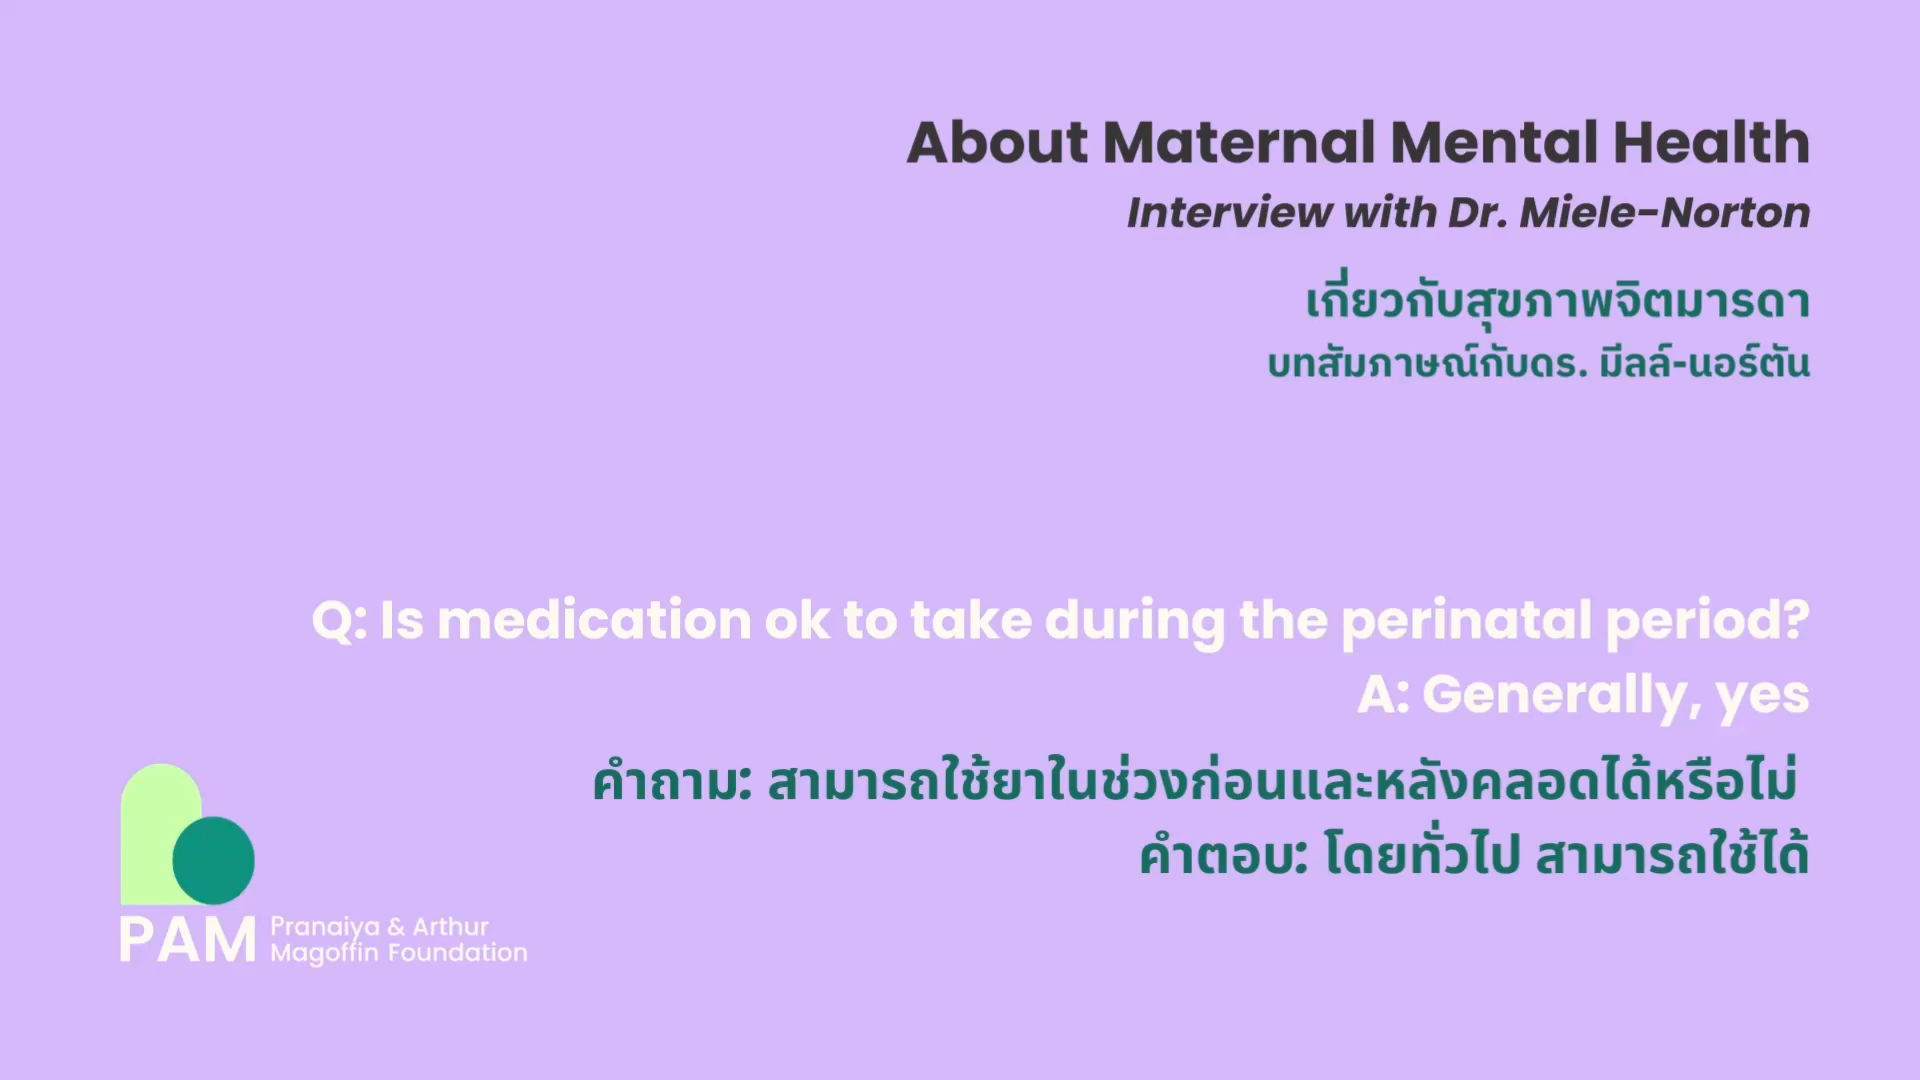 About Maternal Mental Health
Interview with Dr. Miele-Norton
เกี่ยวกับสุขภาพจิตมารดา
บทสัมภาษณ์กับดร. มีลล์-นอร์ตัน
Q: Is medication ok to take during the perinatal period?
A: Generally, yes
คำถาม: สามารถใช้ยาในช่วงก่อนและหลังคลอดได้หรือไม่
คำตอบ: โดยทั่วไป สามารถใช้ได้
PAM
Pranaiya & Arthur
Magoffin Foundation